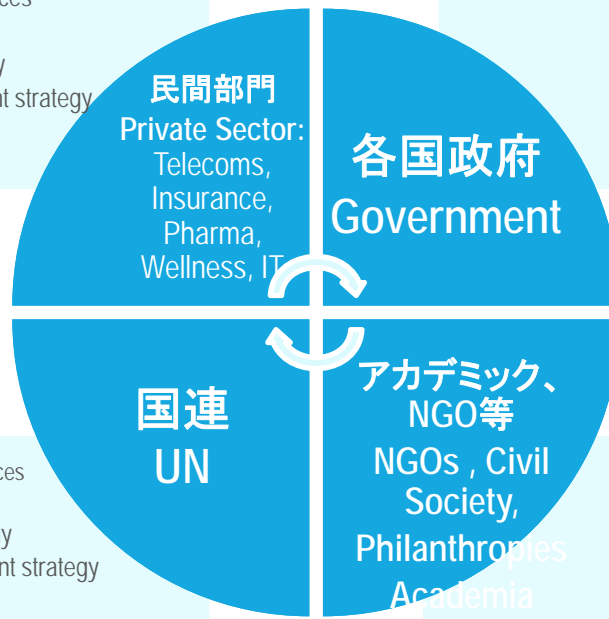 ces
y
nt strategy
民間部門
Private Sector:
Telecoms,
Insurance,
Pharma,
Wellness, IT
各国政府
Government
国連
UN
アカデミック、
NGO等
NGOs , Civil
Society,
Philanthropies
Academia
ces
gy
nt strategy